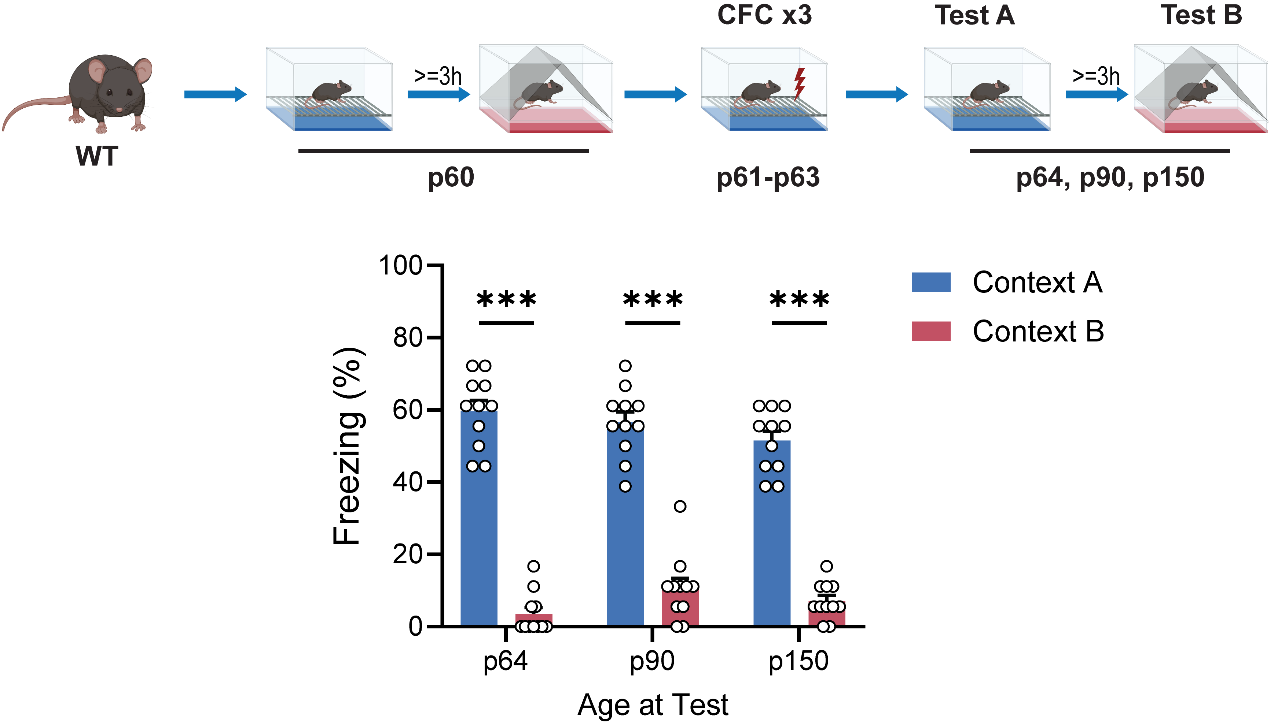 CFC x3
Test A
Test B
>=3h
>=3h
WT
p60
p61-p63
p64, p90, p150
100
80
60
40
20
0
Freezing (%)
***
***
***
Context A
Context B
p64
p90
p150
Age at Test